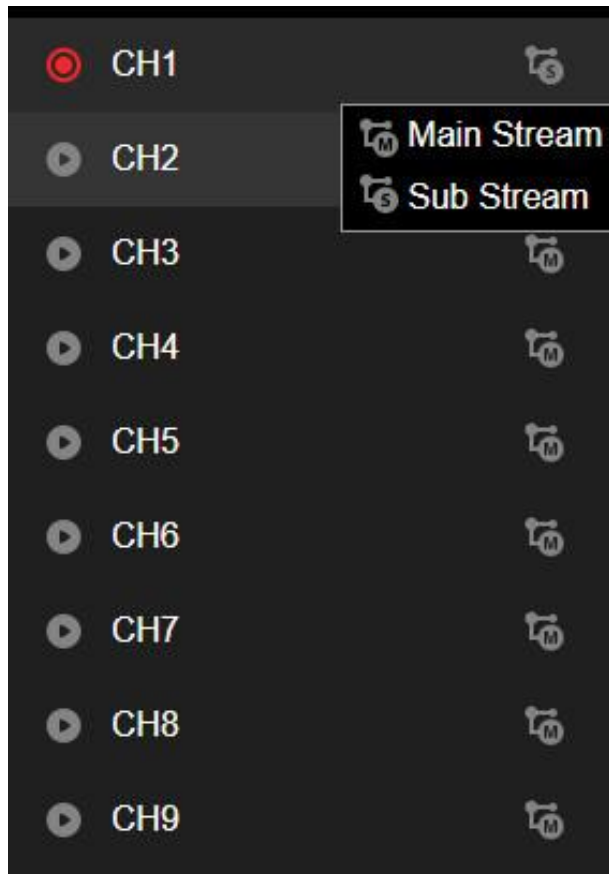 CH1 S
M Main Stream
CH2
S Sub Stream
CH3 M
CH4 M
CH5 M
CH6 M
CH7 M
CH8 M
CH9 M